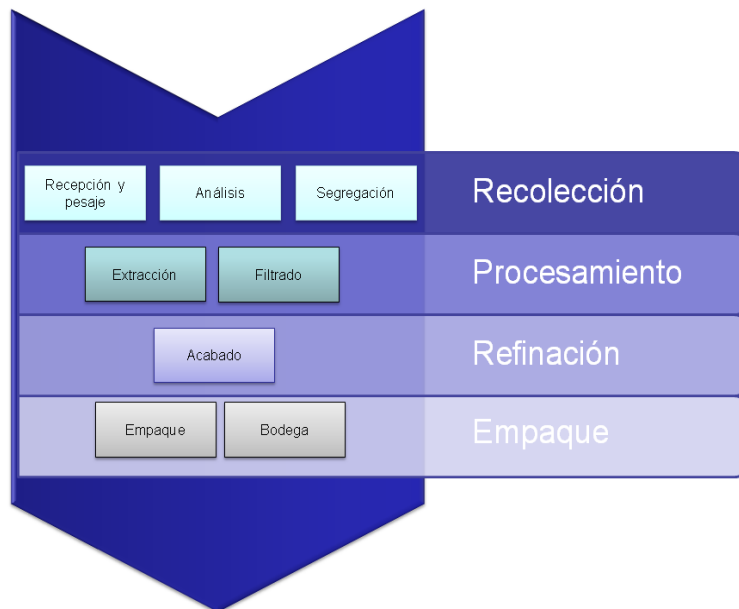 Recepción y
pesaje
Análisis
Segregación
Recolección
Extracción
Filtrado
Procesamiento
Acabado
Refinación
Empaque
Bodega
Empaque